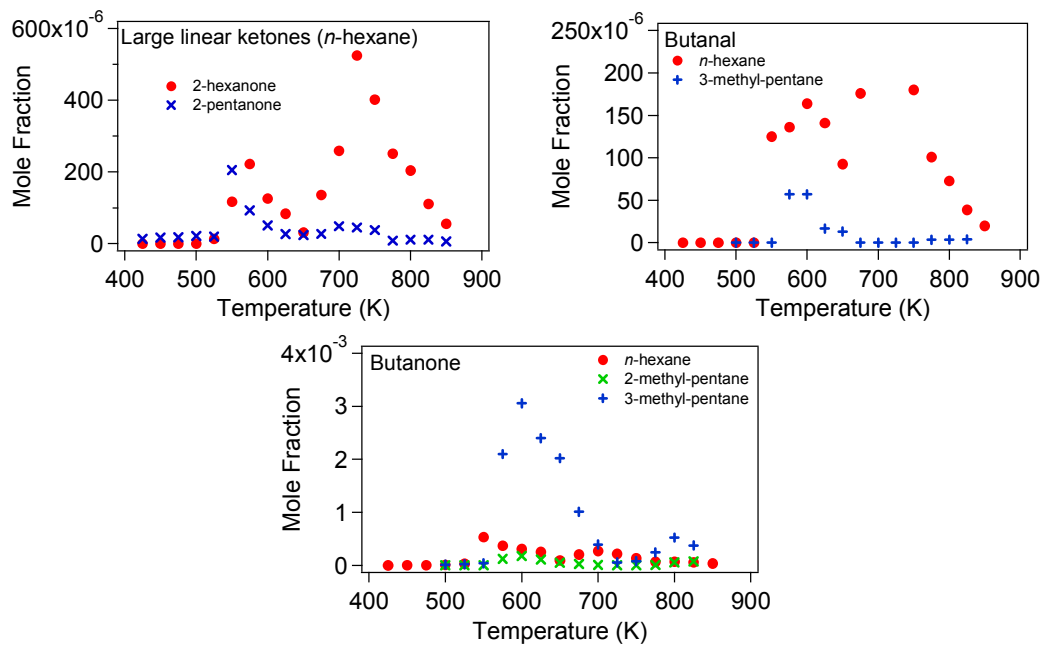 600x10-6
Large linear ketones (n-hexane)
2-hexanone
2-pentanone
400
200
0
Mole Fraction
400 500 600 700 800 900
Temperature (K)
250x10-6
Butanal
n-hexane
3-methyl-pentane
200
150
100
50
0
Mole Fraction
400 500 600 700 800 900
Temperature (K)
4x10-3
Butanone
n-hexane
2-methyl-pentane
3-methyl-pentane
3
2
1
0
Mole Fraction
400 500 600 700 800 900
Temperature (K)